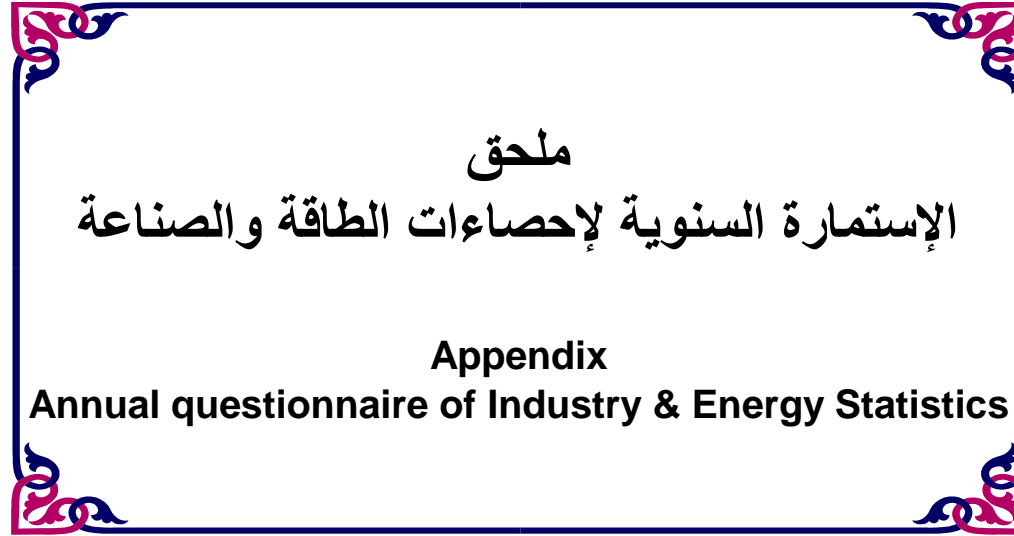 ملحق
الإستمارة السنوية لإحصاءات الطاقة والصناعة
Appendix
Annual questionnaire of Industry & Energy Statistics